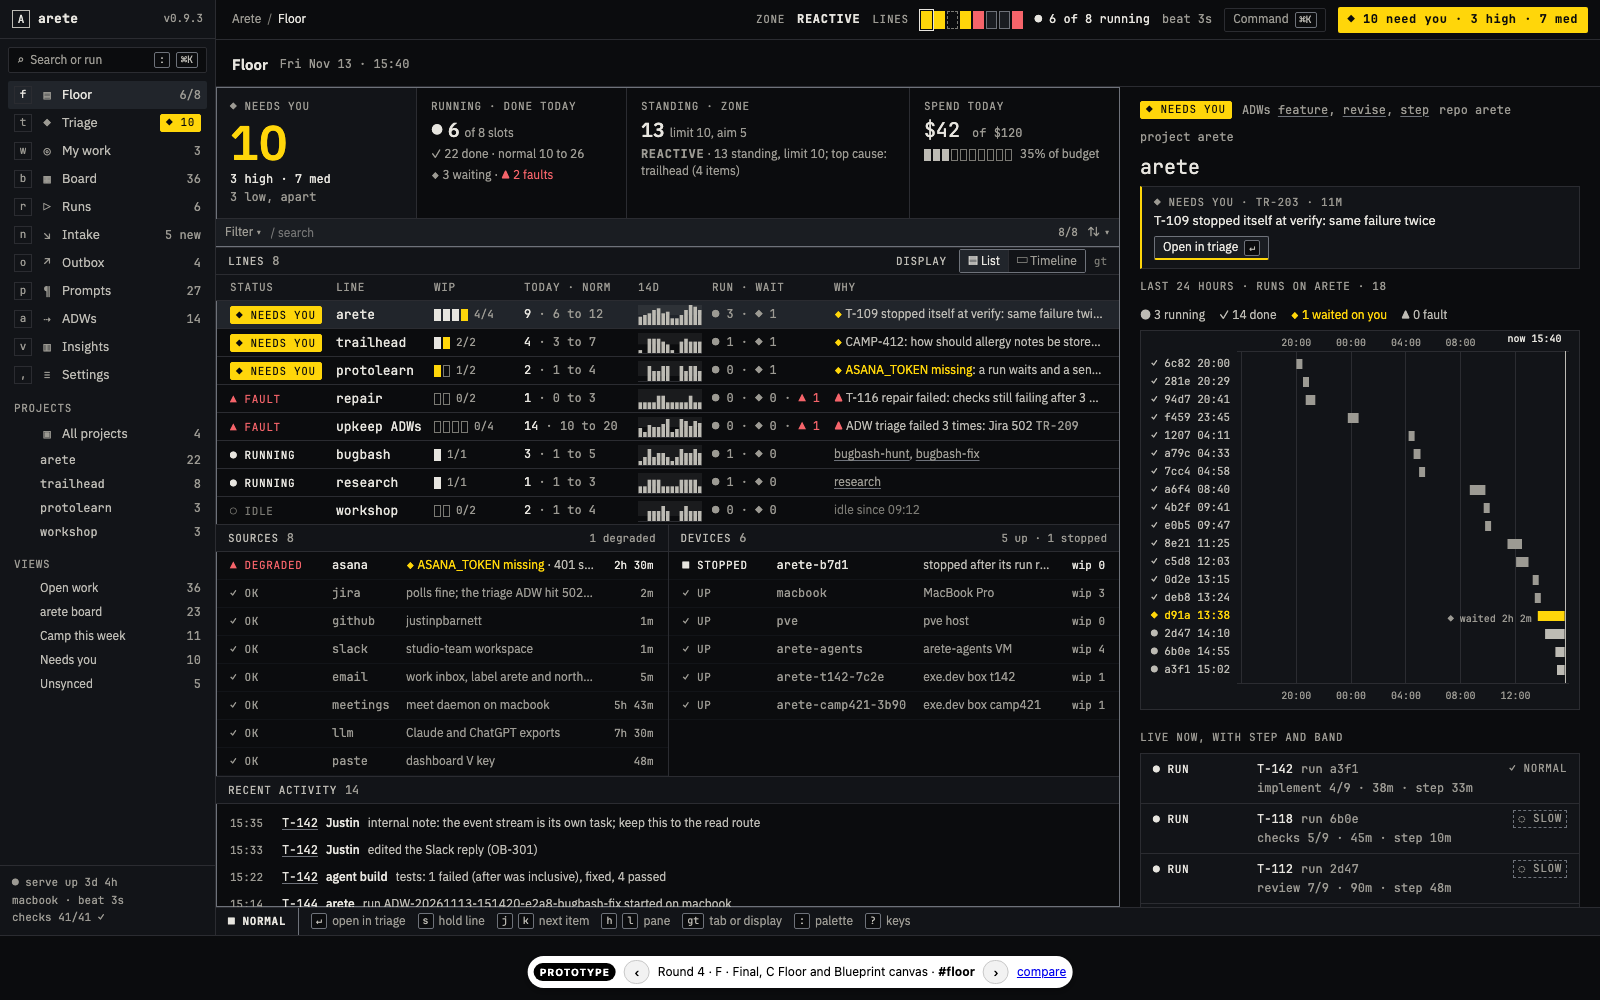 A arete v0.9.3
Search or run : ⌘K
f Floor 6/8
t Triage ◆ 10
w My work 3
b Board 36
r Runs 6
n Intake 5 new
o Outbox 4
p Prompts 27
a ADWs 14
v Insights
, Settings
PROJECTS
All projects 4
arete 22
trailhead 8
protolearn 3
workshop 3
VIEWS
Open work 36
arete board 23
Camp this week 11
Needs you 10
Unsynced 5
● serve up 3d 4h
macbook · beat 3s
checks 41/41 ✓
Arete / Floor
ZONE REACTIVE LINES ● 6 of 8 running beat 3s Command ⌘K ◆ 10 need you · 3 high · 7 med
Floor Fri Nov 13 · 15:40
◆ NEEDS YOU
10
3 high · 7 med
3 low, apart
RUNNING · DONE TODAY
● 6 of 8 slots
✓ 22 done · normal 10 to 26
◆ 3 waiting · ▲ 2 faults
STANDING · ZONE
13 limit 10, aim 5
REACTIVE · 13 standing, limit 10; top cause:
trailhead (4 items)
SPEND TODAY
$42 of $120
35% of budget
Filter ▾ / search 8/8 ⇅ ▾
LINES 8 DISPLAY List Timeline gt
STATUS LINE WIP TODAY · NORM 14D RUN · WAIT WHY
◆ NEEDS YOU arete 4/4 9 · 6 to 12 ● 3 · ◆ 1 ◆ T-109 stopped itself at verify: same failure twi…
◆ NEEDS YOU trailhead 2/2 4 · 3 to 7 ● 1 · ◆ 1 ◆ CAMP-412: how should allergy notes be store…
◆ NEEDS YOU protolearn 1/2 2 · 1 to 4 ● 0 · ◆ 1 ◆ ASANA_TOKEN missing: a run waits and a sen…
▲ FAULT repair 0/2 1 · 0 to 3 ● 0 · ◆ 0 · ▲ 1 ▲ T-116 repair failed: checks still failing after 3 …
▲ FAULT upkeep ADWs 0/4 14 · 10 to 20 ● 0 · ◆ 0 · ▲ 1 ▲ ADW triage failed 3 times: Jira 502 TR-209
● RUNNING bugbash 1/1 3 · 1 to 5 ● 1 · ◆ 0 bugbash-hunt, bugbash-fix
● RUNNING research 1/1 1 · 1 to 3 ● 1 · ◆ 0 research
○ IDLE workshop 0/2 2 · 1 to 4 ● 0 · ◆ 0 idle since 09:12
SOURCES 8 1 degraded
▲ DEGRADED asana ◆ ASANA_TOKEN missing · 401 s… 2h 30m
✓ OK jira polls fine; the triage ADW hit 502… 2m
✓ OK github justinpbarnett 1m
✓ OK slack studio-team workspace 1m
✓ OK email work inbox, label arete and north… 5m
✓ OK meetings meet daemon on macbook 5h 43m
✓ OK llm Claude and ChatGPT exports 7h 30m
✓ OK paste dashboard V key 48m
DEVICES 6 5 up · 1 stopped
■ STOPPED arete-b7d1 stopped after its run r… wip 0
✓ UP macbook MacBook Pro wip 3
✓ UP pve pve host wip 0
✓ UP arete-agents arete-agents VM wip 4
✓ UP arete-t142-7c2e exe.dev box t142 wip 1
✓ UP arete-camp421-3b90 exe.dev box camp421 wip 1
RECENT ACTIVITY 14
15:35 T-142 Justin internal note: the event stream is its own task; keep this to the read route
15:33 T-142 Justin edited the Slack reply (OB-301)
15:22 T-142 agent build tests: 1 failed (after was inclusive), fixed, 4 passed
15:14 T-144 arete run ADW-20261113-151420-e2a8-bugbash-fix started on macbook
◆ NEEDS YOU ADWs feature, revise, step repo arete
project arete
arete
◆ NEEDS YOU · TR-203 · 11M
T-109 stopped itself at verify: same failure twice
Open in triage ↵
LAST 24 HOURS · RUNS ON ARETE · 18
● 3 running ✓ 14 done ◆ 1 waited on you ▲ 0 fault
20:00 00:00 04:00 08:00 now 15:40
✓ 6c82 20:00
✓ 281e 20:29
✓ 94d7 20:41
✓ f459 23:45
✓ 1207 04:11
✓ a79c 04:33
✓ 7cc4 04:58
✓ a6f4 08:40
✓ 4b2f 09:41
✓ e0b5 09:47
✓ 8e21 11:25
✓ c5d8 12:03
✓ 0d2e 13:15
✓ deb8 13:24
◆ d91a 13:38 ◆ waited 2h 2m
● 2d47 14:10
● 6b0e 14:55
● a3f1 15:02
20:00 00:00 04:00 08:00 12:00
LIVE NOW, WITH STEP AND BAND
● RUN T-142 run a3f1 ✓ NORMAL
implement 4/9 · 38m · step 33m
● RUN T-118 run 6b0e SLOW
checks 5/9 · 45m · step 10m
● RUN T-112 run 2d47 SLOW
review 7/9 · 90m · step 48m
■ NORMAL ↵ open in triage s hold line j k next item h l pane gt tab or display : palette ? keys
PROTOTYPE ‹ Round 4 · F · Final, C Floor and Blueprint canvas · #floor › compare